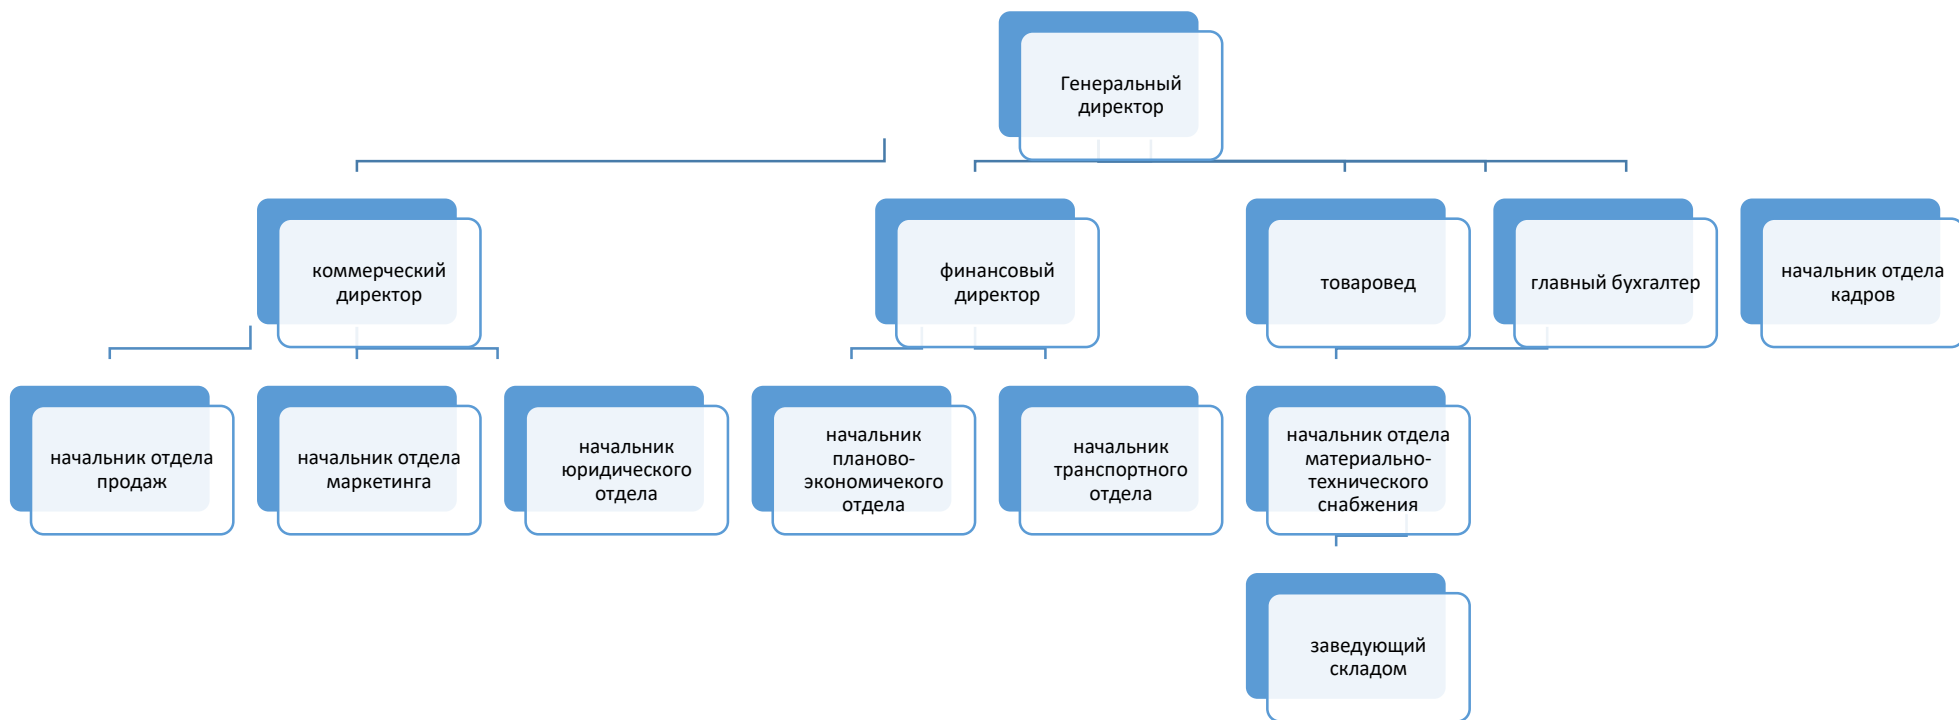 Генеральный
директор
коммерческий
директор
финансовый
директор
товаровед
главный бухгалтер
начальник отдела
кадров
начальник отдела
продаж
начальник отдела
маркетинга
начальник
юридического
отдела
начальник
планово-
экономичекого
отдела
начальник
транспортного
отдела
начальник отдела
материально-
технического
снабжения
заведующий
складом